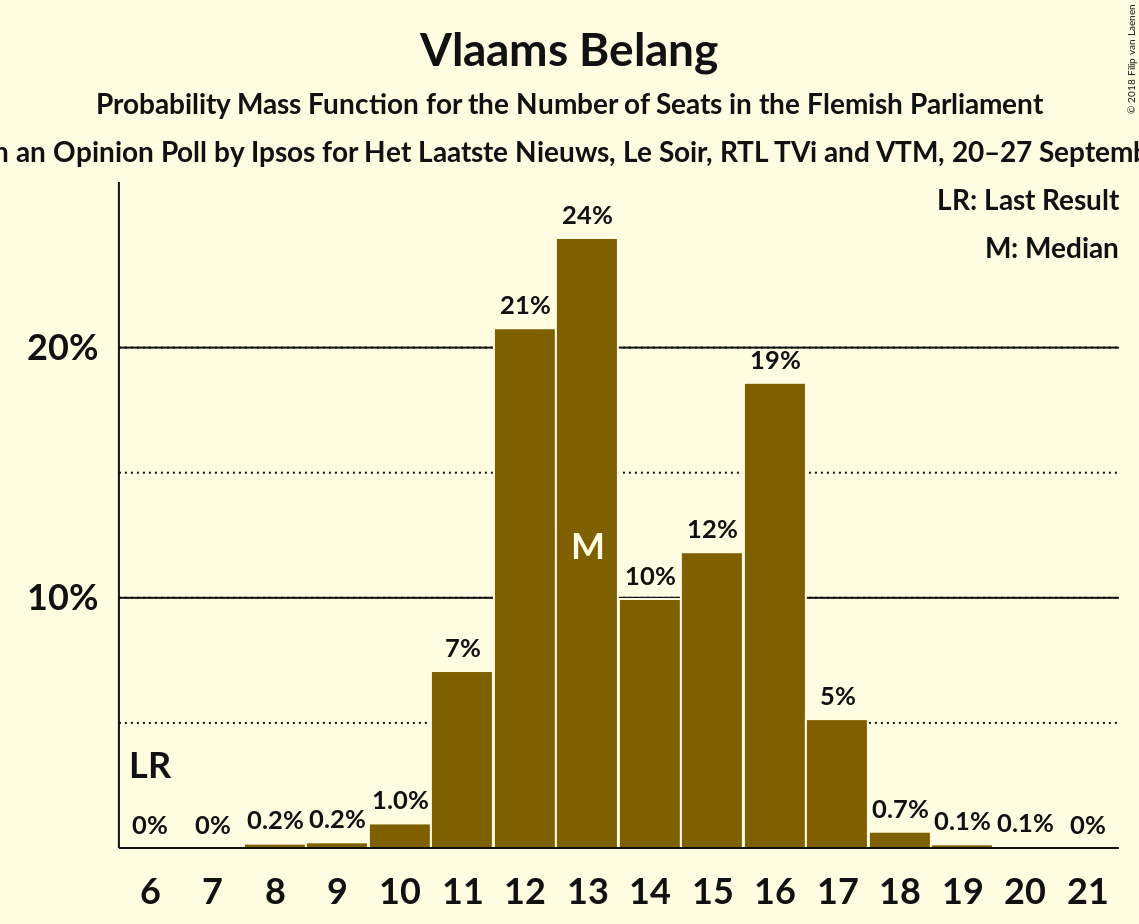 Vlaams Belang
Probability Mass Function for the Number of Seats in the Flemish Parliament
an Opinion Poll by Ipsos for Het Laatste Nieuws, Le Soir, RTL TVi and VTM, 20–27
© 2018 Filip van Laenen
LR: Last Result
M: Median
24%
21%
20%
19%
M
12%
10%
10%
7%
5%
LR
0% 0% 0.2% 0.2% 1.0% 0.7% 0.1% 0.1% 0%
6 7 8 9 10 11 12 13 14 15 16 17 18 19 20 21